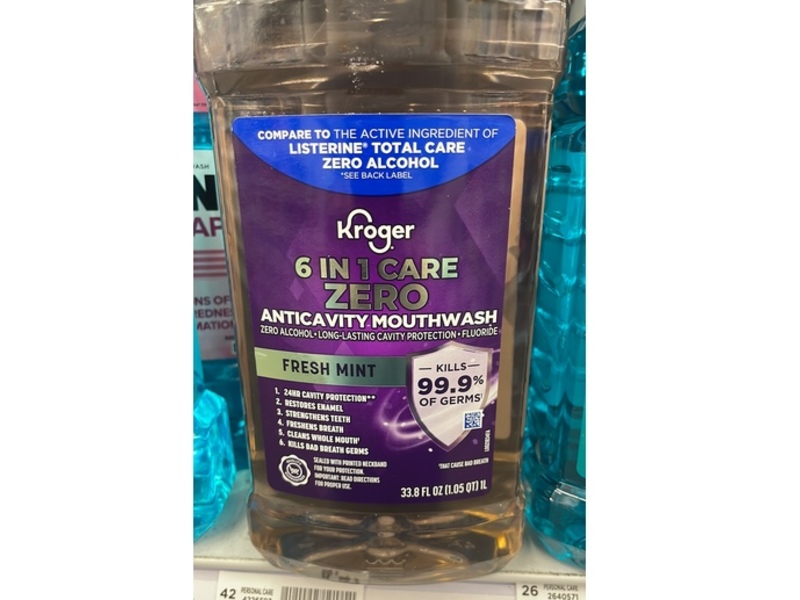 COMPARE TO THE ACTIVE INGREDIENT OF
LISTERINE® TOTAL CARE
ZERO ALCOHOL
*SEE BACK LABEL
Kroger
6 IN 1 CARE
ZERO
ANTICAVITY MOUTHWASH
ZERO ALCOHOL • LONG-LASTING CAVITY PROTECTION • FLUORIDE
FRESH MINT
KILLS
99.9%
OF GERMS†
1. 24HR CAVITY PROTECTION**
2. RESTORES ENAMEL
3. STRENGTHENS TEETH
4. FRESHENS BREATH
5. CLEANS WHOLE MOUTH†
6. KILLS BAD BREATH GERMS
SEALED WITH PRINTED NECKBAND
FOR YOUR PROTECTION.
IMPORTANT: READ DIRECTIONS
FOR PROPER USE.
†THAT CAUSE BAD BREATH
33.8 FL OZ (1.05 QT) 1L
42 PERSONAL CARE
26 PERSONAL CARE
2640571